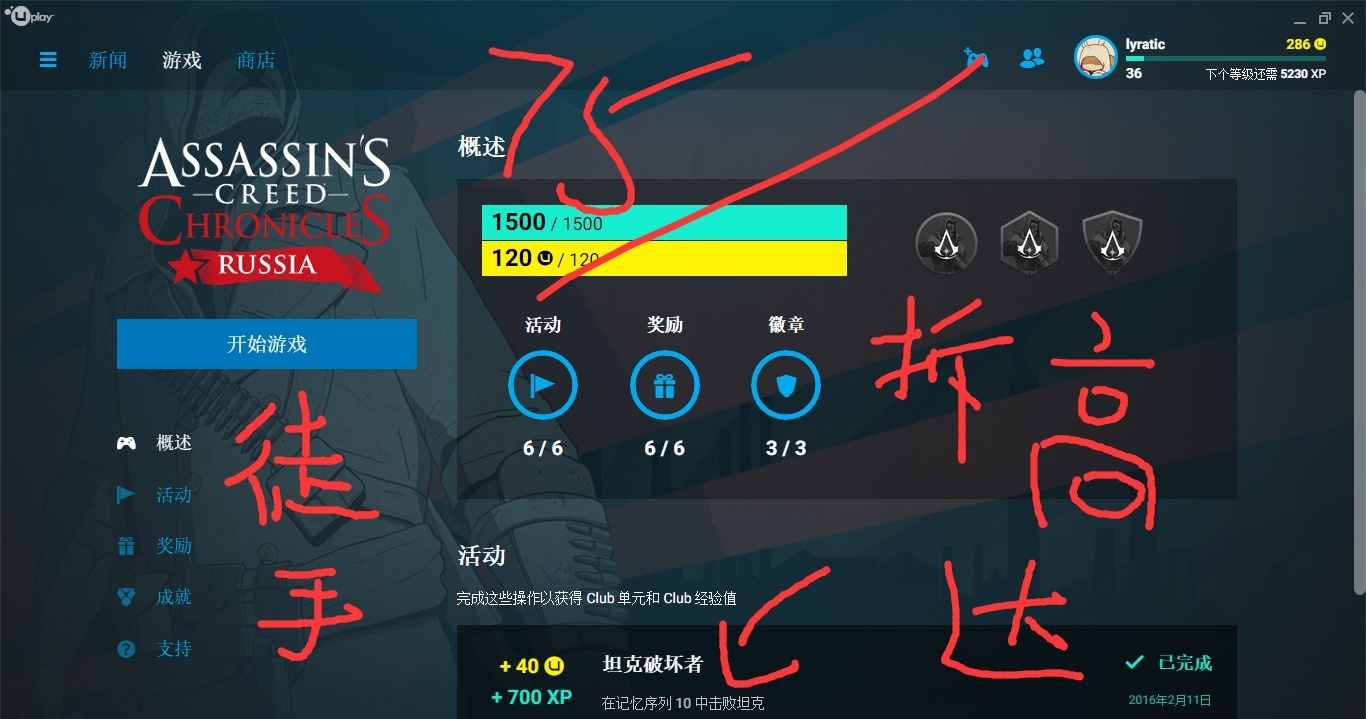 uplay
新闻 游戏 商店
lyratic 286
36 下个等级还需 5230 XP
ASSASSIN'S
CREED
CHRONICLES
RUSSIA
开始游戏
概述
活动
奖励
成就
支持
概述
75%
1500 / 1500
120 / 120
活动 奖励 徽章
6 / 6 6 / 6 3 / 3
徒手
拆高达
活动
完成这些操作以获得 Club 单元和 Club 经验值
+ 40
+ 700 XP
坦克破坏者
在记忆序列 10 中击败坦克
已完成
2016年2月11日